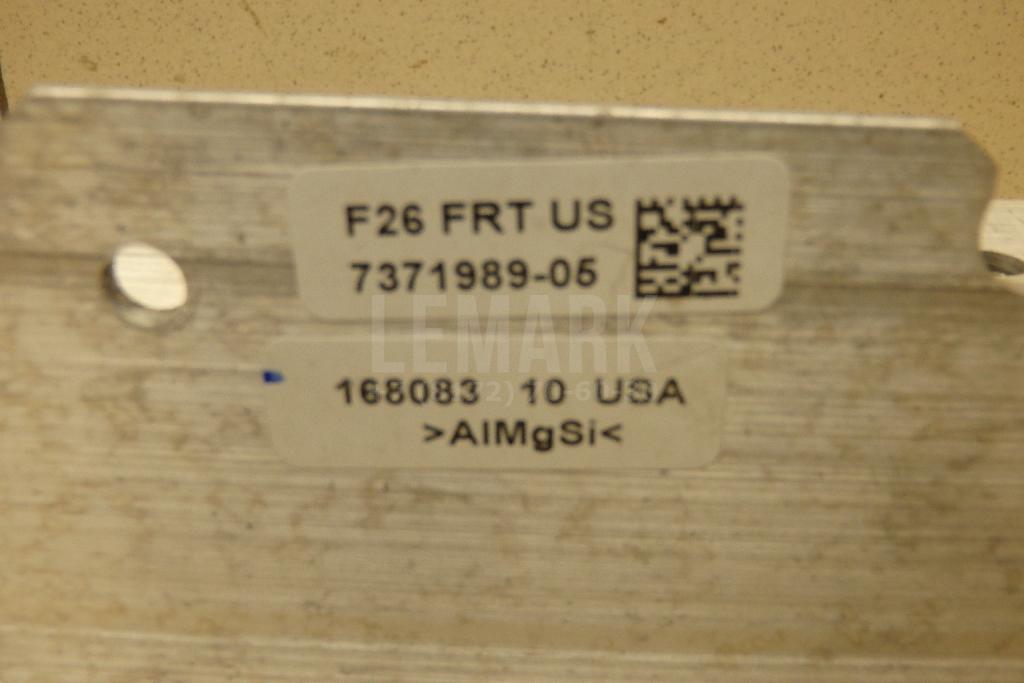 F26 FRT US
7371989-05
LEMARK
168083 10 USA
>AlMgSi<